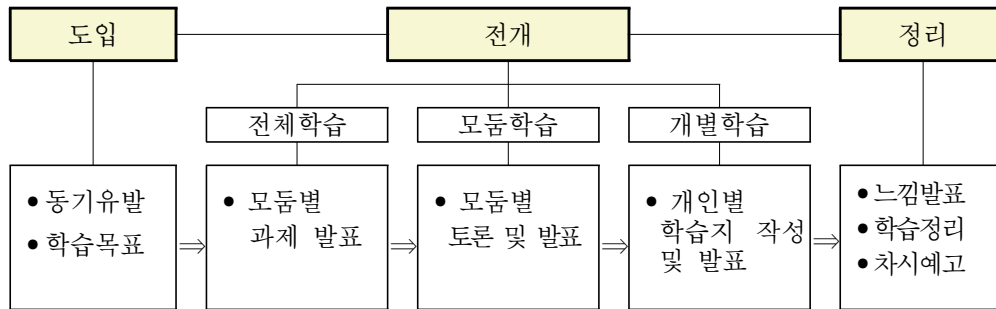 도입
전개
정리
전체학습
모둠학습
개별학습
• 동기유발
• 학습목표
⇒
• 모둠별
과제 발표
⇒
• 모둠별
토론 및 발표
⇒
• 개인별
학습지 작성
및 발표
⇒
• 느낌발표
• 학습정리
• 차시예고